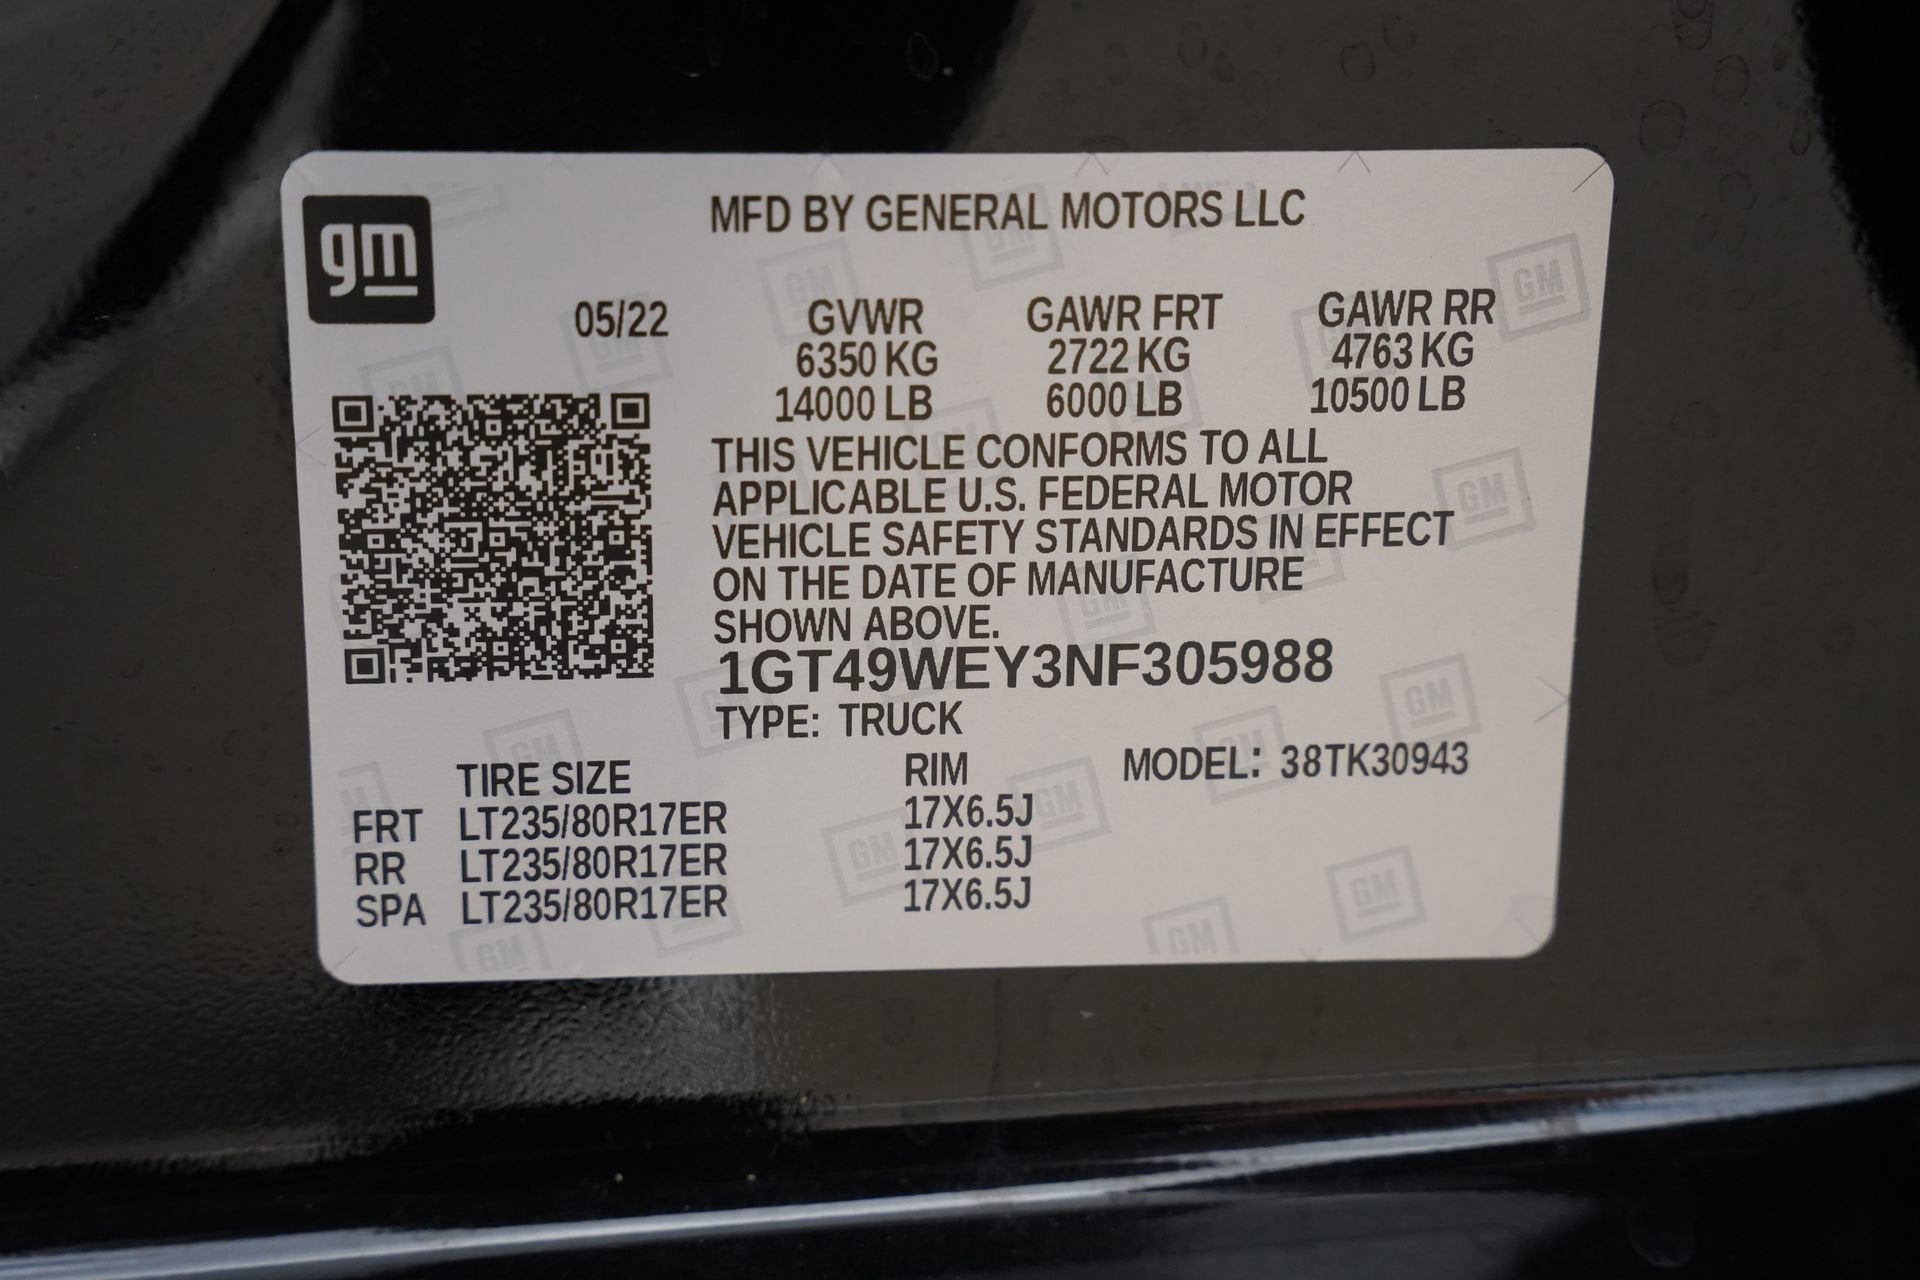 gm
MFD BY GENERAL MOTORS LLC
05/22 GVWR GAWR FRT GAWR RR
6350 KG 2722 KG 4763 KG
14000 LB 6000 LB 10500 LB
THIS VEHICLE CONFORMS TO ALL
APPLICABLE U.S. FEDERAL MOTOR
VEHICLE SAFETY STANDARDS IN EFFECT
ON THE DATE OF MANUFACTURE
SHOWN ABOVE.
1GT49WEY3NF305988
TYPE: TRUCK
TIRE SIZE RIM MODEL: 38TK30943
FRT LT235/80R17ER 17X6.5J
RR LT235/80R17ER 17X6.5J
SPA LT235/80R17ER 17X6.5J